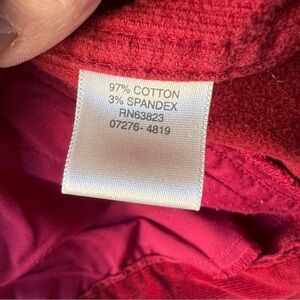 97% COTTON
3% SPANDEX
RN63823
07276-4819